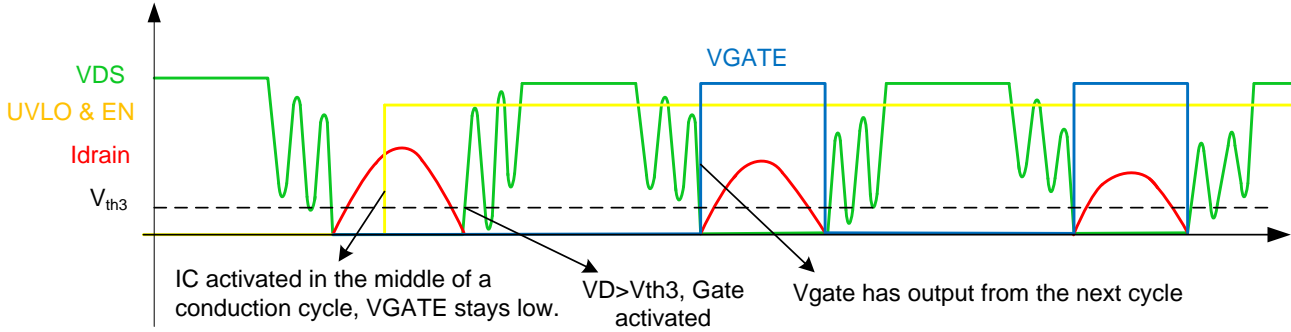 VGATE
VDS
UVLO & EN
Idrain
Vth3
IC activated in the middle of a
conduction cycle, VGATE stays low.
VD>Vth3, Gate
activated
Vgate has output from the next cycle